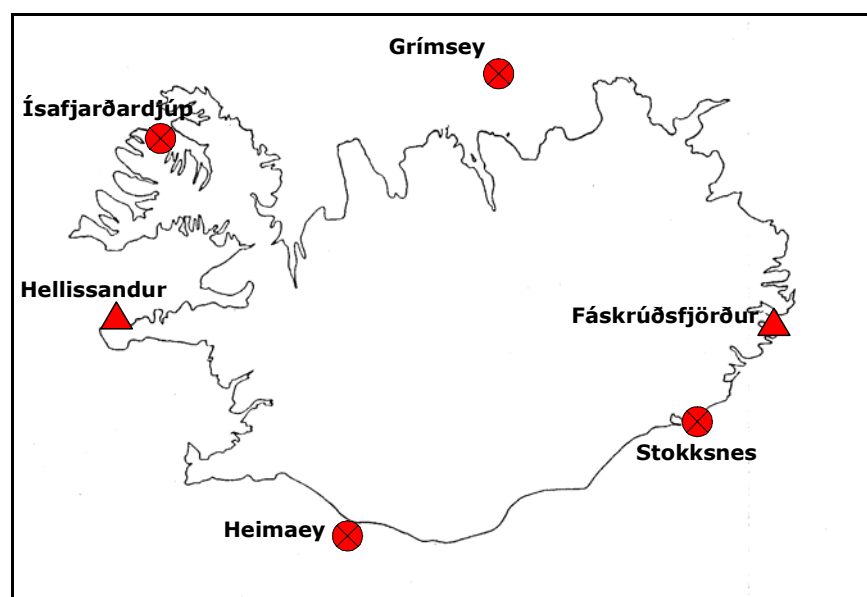 Grímsey
Ísafjarðardjúp
Hellissandur
Fáskrúðsfjörður
Stokksnes
Heimaey